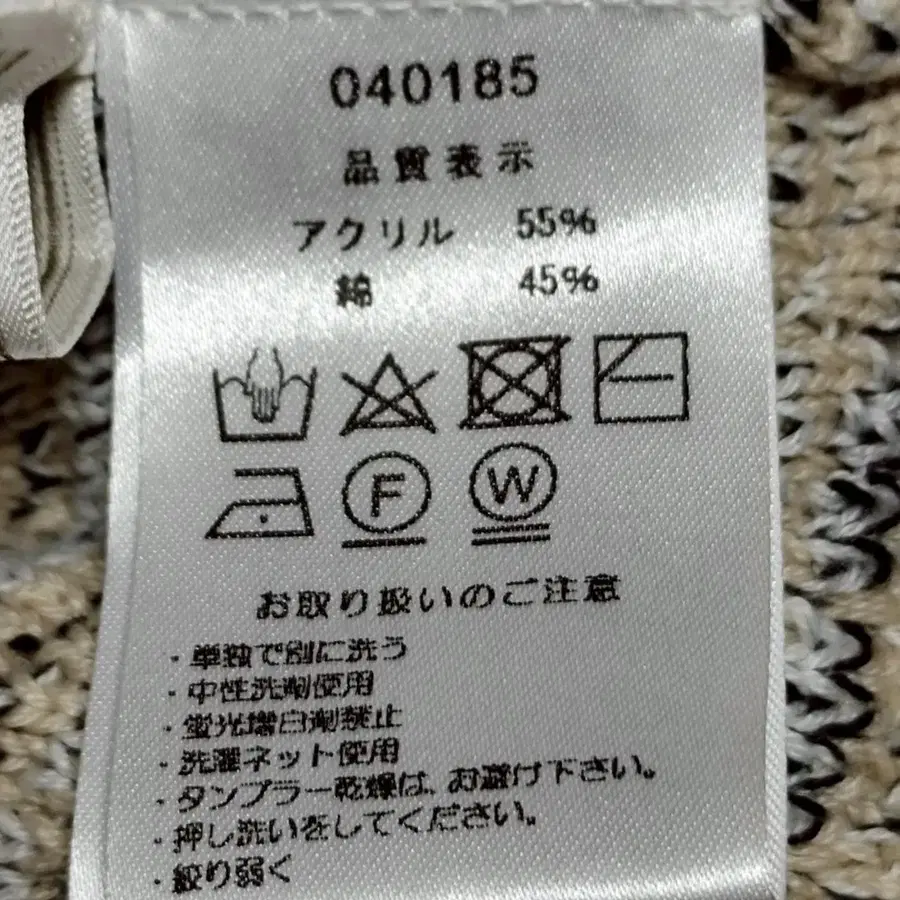 040185
品質表示
アクリル 55%
綿 45%
F W
お取り扱いのご注意
・単独で別に洗う
・中性洗剤使用
・蛍光増白剤禁止
・洗濯ネット使用
・タンブラー乾燥は、お避け下さい。
・押し洗いをしてください。
・絞り弱く